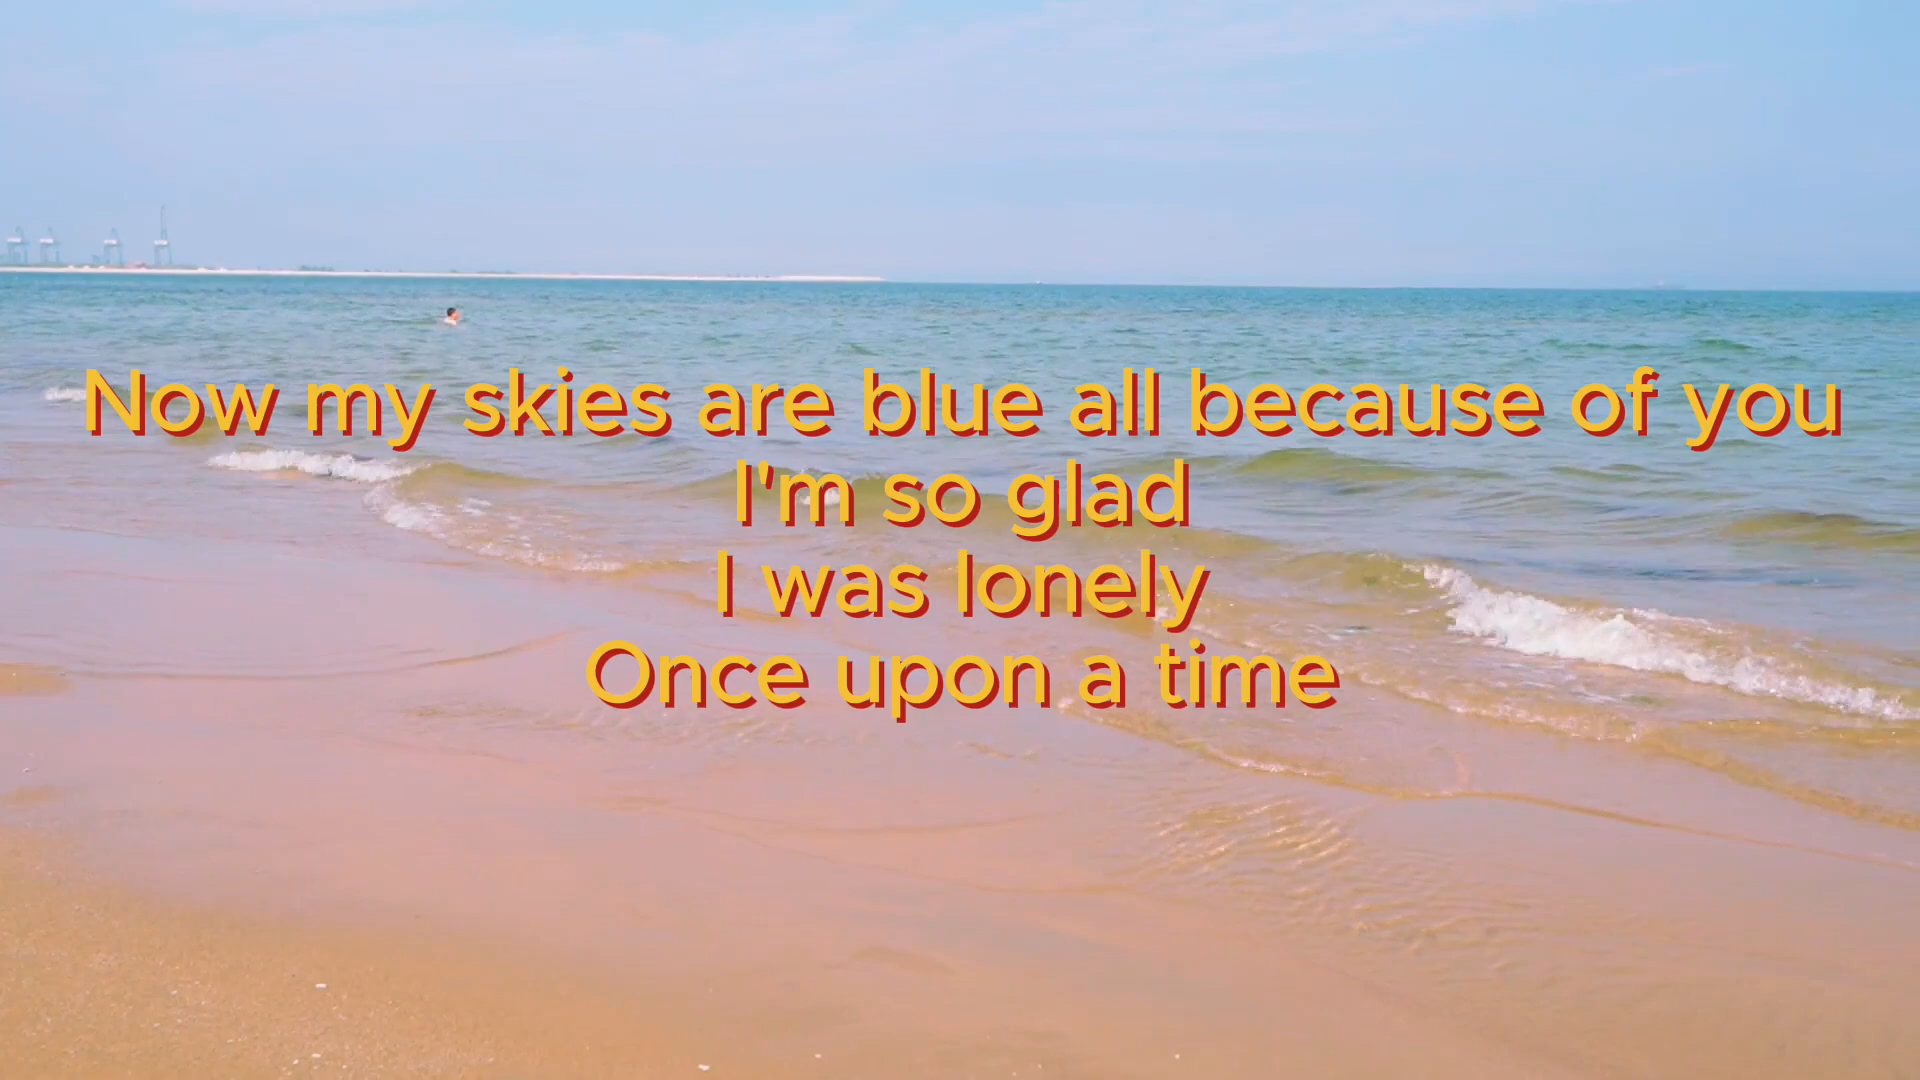 Now my skies are blue all because of you
I'm so glad
I was lonely
Once upon a time